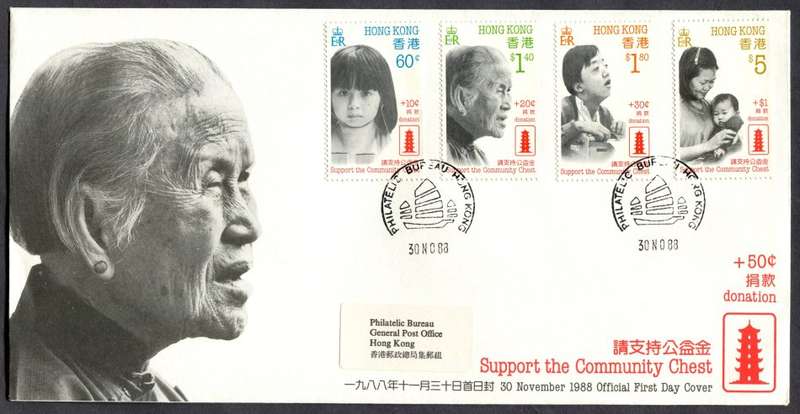 HONG KONG
香港
60¢
+10¢
捐款
donation
請支持公益金
Support the Community Chest
HONG KONG
香港
$1.40
+20¢
捐款
donation
請支持公益金
Support the Community Chest
HONG KONG
香港
$1.80
+30¢
捐款
donation
請支持公益金
Support the Community Chest
HONG KONG
香港
$5
+$1
捐款
donation
請支持公益金
Support the Community Chest
PHILATELIC BUREAU HONG KONG
30 NO 88
PHILATELIC BUREAU HONG KONG
30 NO 88
+50¢
捐款
donation
Philatelic Bureau
General Post Office
Hong Kong
香港郵政總局集郵組
請支持公益金
Support the Community Chest
一九八八年十一月三十日首日封 30 November 1988 Official First Day Cover